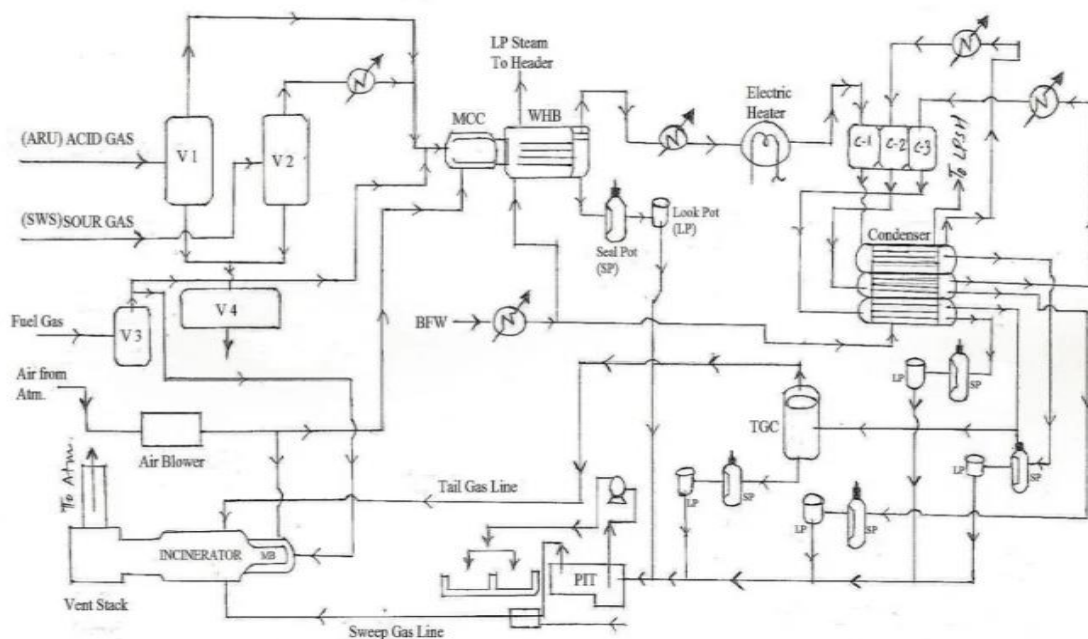 LP Steam
To Header
Electric
Heater
MCC
WHB
(ARU) ACID GAS
V 1
V 2
C-1
C-2
C-3
To LPSH
Look Pot
(LP)
Seal Pot
(SP)
Condenser
(SWS) SOUR GAS
V 4
Fuel Gas
V 3
BFW
Air from
Atm.
LP
SP
TGC
Air Blower
To Atm.
Tail Gas Line
LP
SP
LP
SP
LP
SP
INCINERATOR
MB
PIT
Vent Stack
Sweep Gas Line